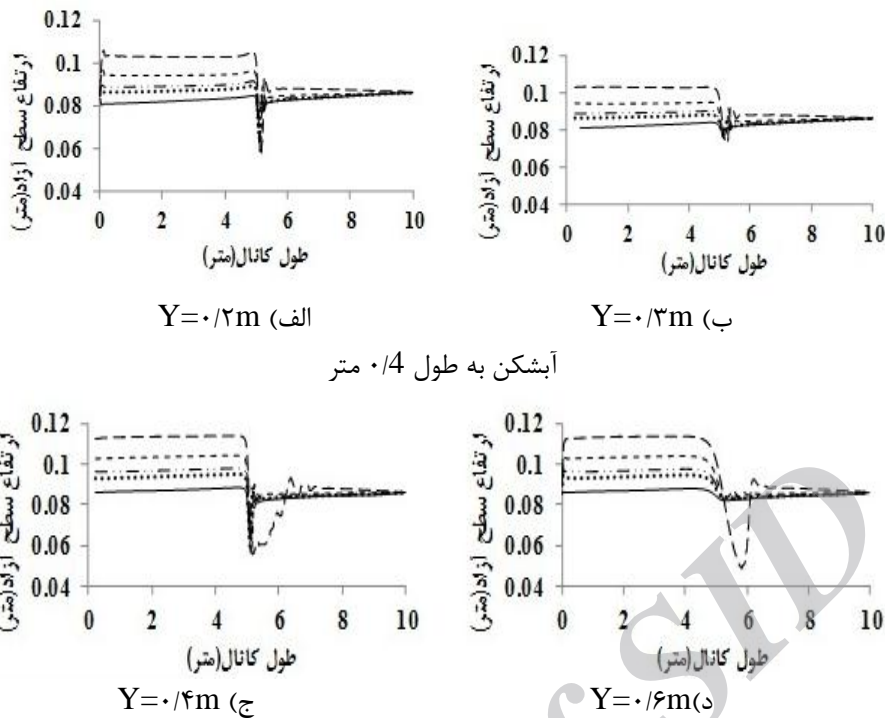 0.12
0.1
0.08
0.06
0.04
ارتفاع سطح آزاد(متر)
0 2 4 6 8 10
طول کانال(متر)
الف) Y=۰/۲m
0.12
0.1
0.08
0.06
0.04
ارتفاع سطح آزاد(متر)
0 2 4 6 8 10
طول کانال(متر)
ب) Y=۰/۳m
آبشکن به طول ۰/4 متر
0.12
0.1
0.08
0.06
0.04
ارتفاع سطح آزاد(متر)
0 2 4 6 8 10
طول کانال(متر)
ج) Y=۰/۴m
0.12
0.1
0.08
0.06
0.04
ارتفاع سطح آزاد(متر)
0 2 4 6 8 10
طول کانال(متر)
د) Y=۰/۶m
SID